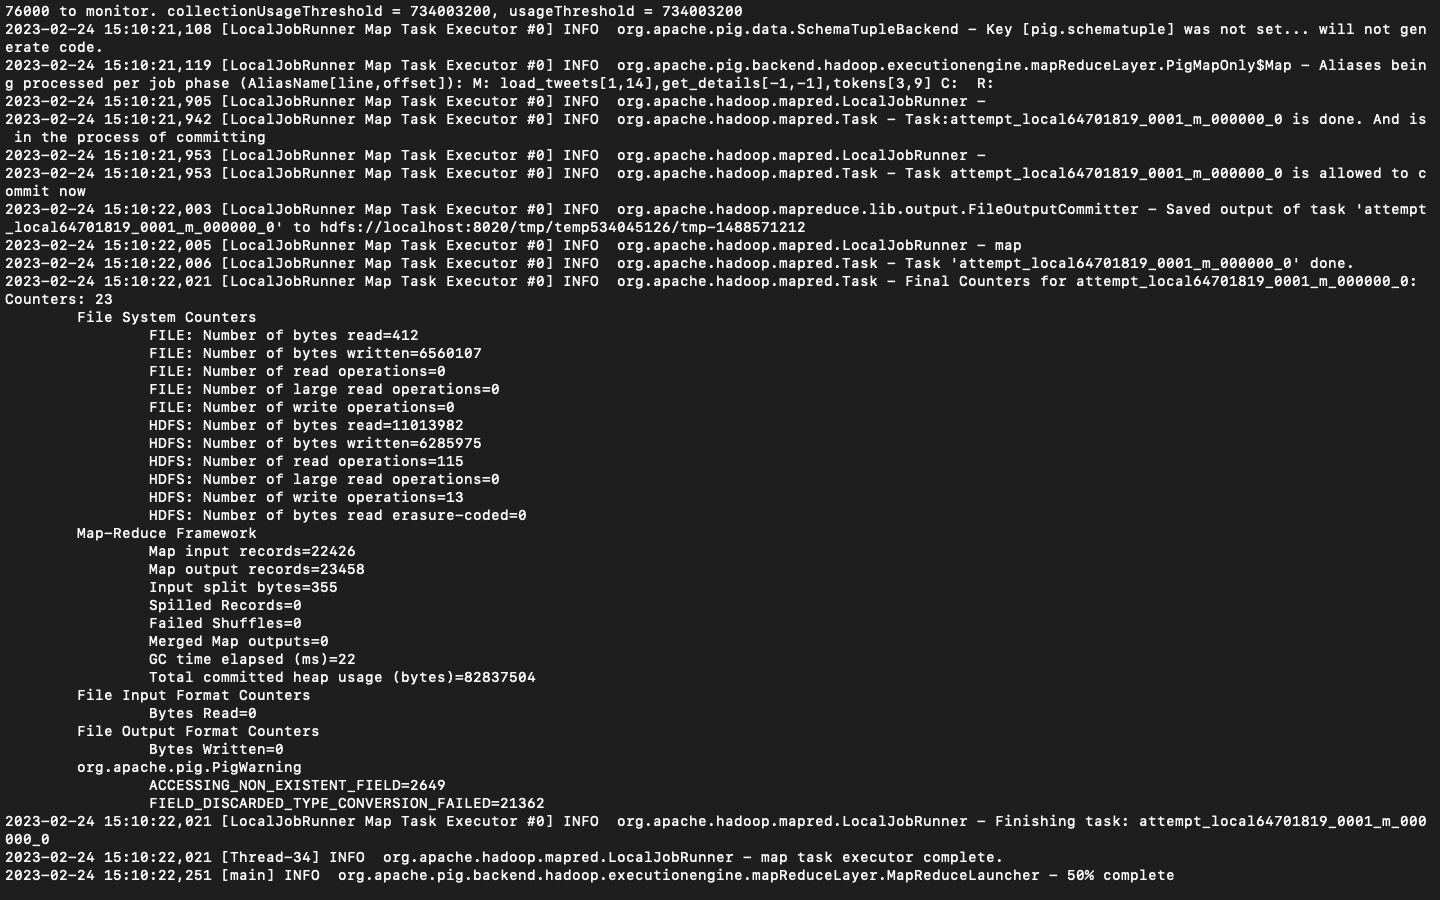 76000 to monitor. collectionUsageThreshold = 734003200, usageThreshold = 734003200
2023-02-24 15:10:21,108 [LocalJobRunner Map Task Executor #0] INFO  org.apache.pig.data.SchemaTupleBackend - Key [pig.schematuple] was not set... will not gen
erate code.
2023-02-24 15:10:21,119 [LocalJobRunner Map Task Executor #0] INFO  org.apache.pig.backend.hadoop.executionengine.mapReduceLayer.PigMapOnly$Map - Aliases bein
g processed per job phase (AliasName[line,offset]): M: load_tweets[1,14],get_details[-1,-1],tokens[3,9] C:  R:
2023-02-24 15:10:21,905 [LocalJobRunner Map Task Executor #0] INFO  org.apache.hadoop.mapred.LocalJobRunner -
2023-02-24 15:10:21,942 [LocalJobRunner Map Task Executor #0] INFO  org.apache.hadoop.mapred.Task - Task:attempt_local64701819_0001_m_000000_0 is done. And is
 in the process of committing
2023-02-24 15:10:21,953 [LocalJobRunner Map Task Executor #0] INFO  org.apache.hadoop.mapred.LocalJobRunner -
2023-02-24 15:10:21,953 [LocalJobRunner Map Task Executor #0] INFO  org.apache.hadoop.mapred.Task - Task attempt_local64701819_0001_m_000000_0 is allowed to c
ommit now
2023-02-24 15:10:22,003 [LocalJobRunner Map Task Executor #0] INFO  org.apache.hadoop.mapreduce.lib.output.FileOutputCommitter - Saved output of task 'attempt
_local64701819_0001_m_000000_0' to hdfs://localhost:8020/tmp/temp534045126/tmp-1488571212
2023-02-24 15:10:22,005 [LocalJobRunner Map Task Executor #0] INFO  org.apache.hadoop.mapred.LocalJobRunner - map
2023-02-24 15:10:22,006 [LocalJobRunner Map Task Executor #0] INFO  org.apache.hadoop.mapred.Task - Task 'attempt_local64701819_0001_m_000000_0' done.
2023-02-24 15:10:22,021 [LocalJobRunner Map Task Executor #0] INFO  org.apache.hadoop.mapred.Task - Final Counters for attempt_local64701819_0001_m_000000_0:
Counters: 23
File System Counters
FILE: Number of bytes read=412
FILE: Number of bytes written=6560107
FILE: Number of read operations=0
FILE: Number of large read operations=0
FILE: Number of write operations=0
HDFS: Number of bytes read=11013982
HDFS: Number of bytes written=6285975
HDFS: Number of read operations=115
HDFS: Number of large read operations=0
HDFS: Number of write operations=13
HDFS: Number of bytes read erasure-coded=0
Map-Reduce Framework
Map input records=22426
Map output records=23458
Input split bytes=355
Spilled Records=0
Failed Shuffles=0
Merged Map outputs=0
GC time elapsed (ms)=22
Total committed heap usage (bytes)=82837504
File Input Format Counters
Bytes Read=0
File Output Format Counters
Bytes Written=0
org.apache.pig.PigWarning
ACCESSING_NON_EXISTENT_FIELD=2649
FIELD_DISCARDED_TYPE_CONVERSION_FAILED=21362
2023-02-24 15:10:22,021 [LocalJobRunner Map Task Executor #0] INFO  org.apache.hadoop.mapred.LocalJobRunner - Finishing task: attempt_local64701819_0001_m_000
000_0
2023-02-24 15:10:22,021 [Thread-34] INFO  org.apache.hadoop.mapred.LocalJobRunner - map task executor complete.
2023-02-24 15:10:22,251 [main] INFO  org.apache.pig.backend.hadoop.executionengine.mapReduceLayer.MapReduceLauncher - 50% complete